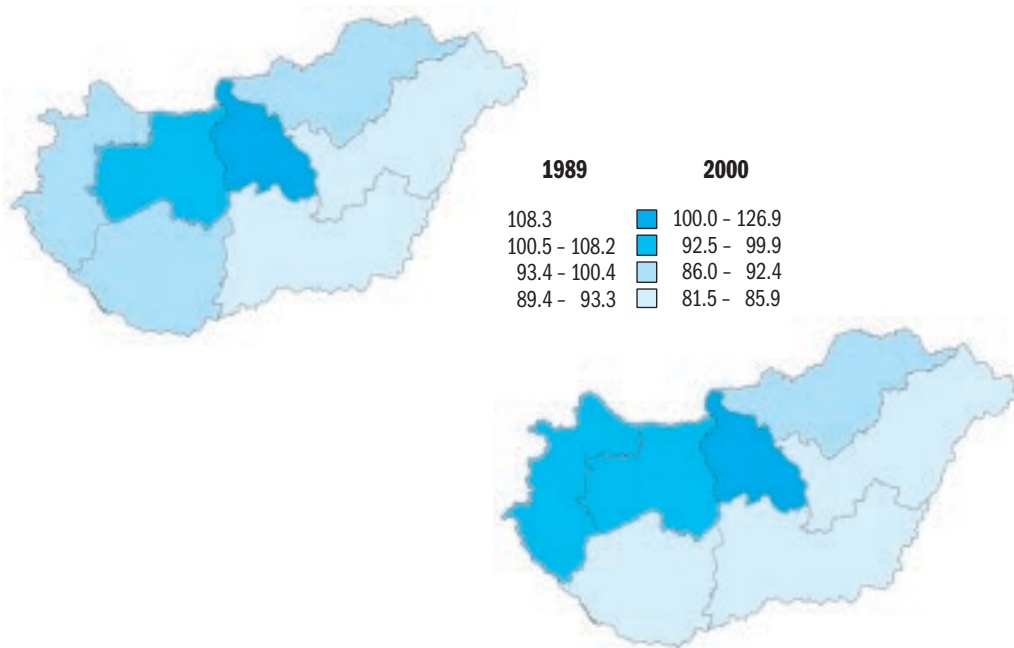 1989 2000
108.3 100.0 – 126.9
100.5 – 108.2 92.5 – 99.9
93.4 – 100.4 86.0 – 92.4
89.4 – 93.3 81.5 – 85.9